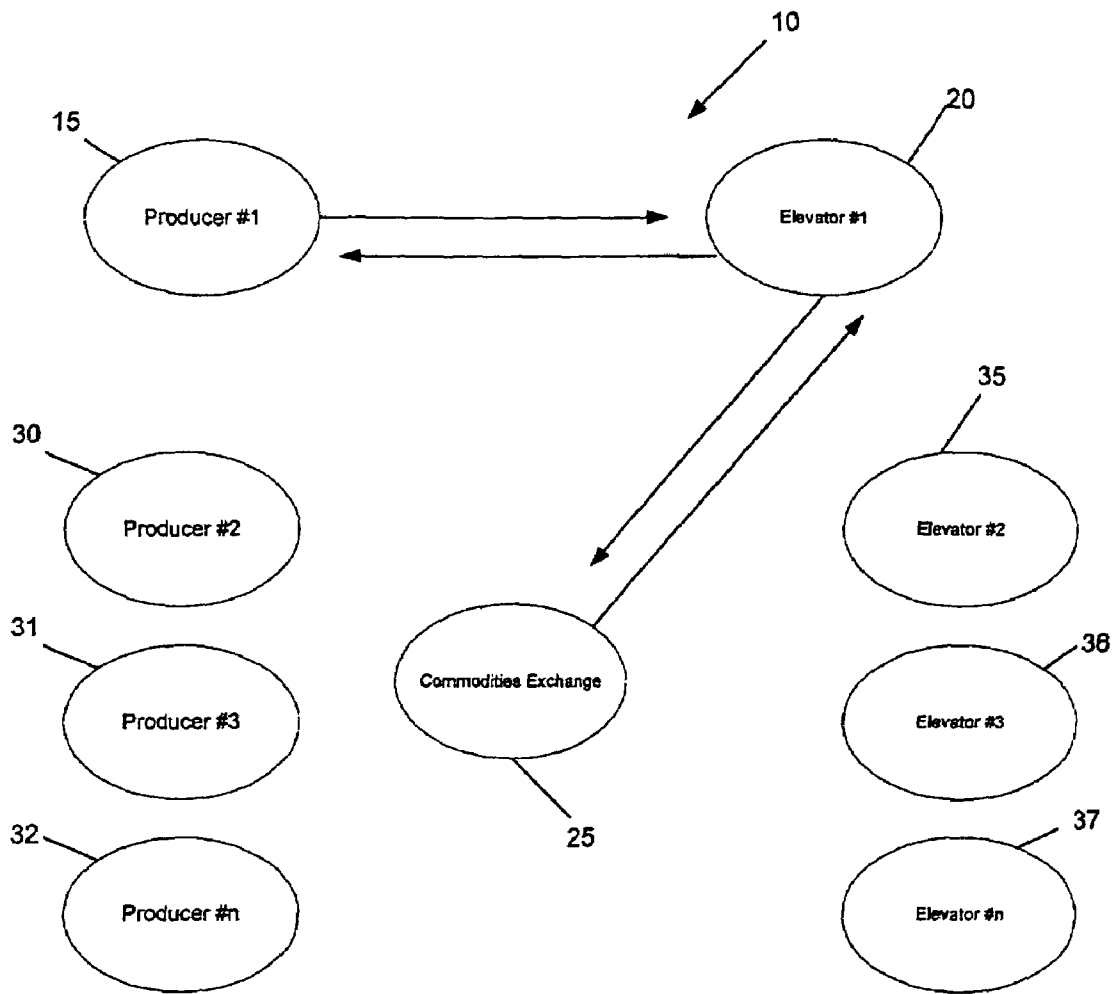 10
15
20
Producer #1
Elevator #1
35
30
Producer #2
Elevator #2
31
36
Commodities Exchange
Producer #3
Elevator #3
32
25
37
Producer #n
Elevator #n